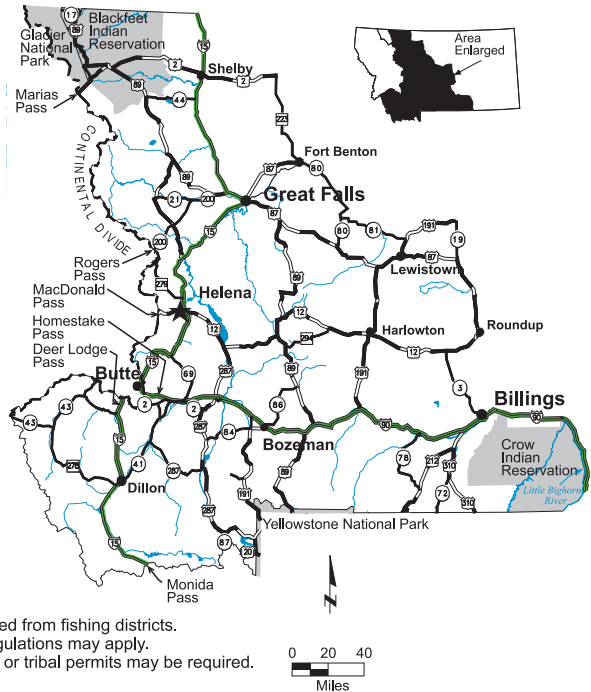 17
89
Blackfeet
Indian
Reservation
Glacier
National
Park
15
Area
Enlarged
2
Shelby
2
Marias
Pass
89
44
223
CONTINENTAL DIVIDE
Fort Benton
87
80
89
21
200
Great Falls
87
191
80
81
19
200
15
87
Rogers
Pass
Lewistown
279
89
MacDonald
Pass
Helena
12
Homestake
Pass
12
294
Harlowton
Roundup
12
Deer Lodge
Pass
15
69
287
89
191
3
Butte
Billings
43
43
2
2
86
90
90
287
84
Bozeman
15
78
Crow
Indian
Reservation
278
41
287
89
212
310
Dillon
191
72
310
Little Bighorn
River
287
Yellowstone National Park
15
87
20
Monida
Pass
N
ed from fishing districts.
gulations may apply.
or tribal permits may be required.
0 20 40
Miles